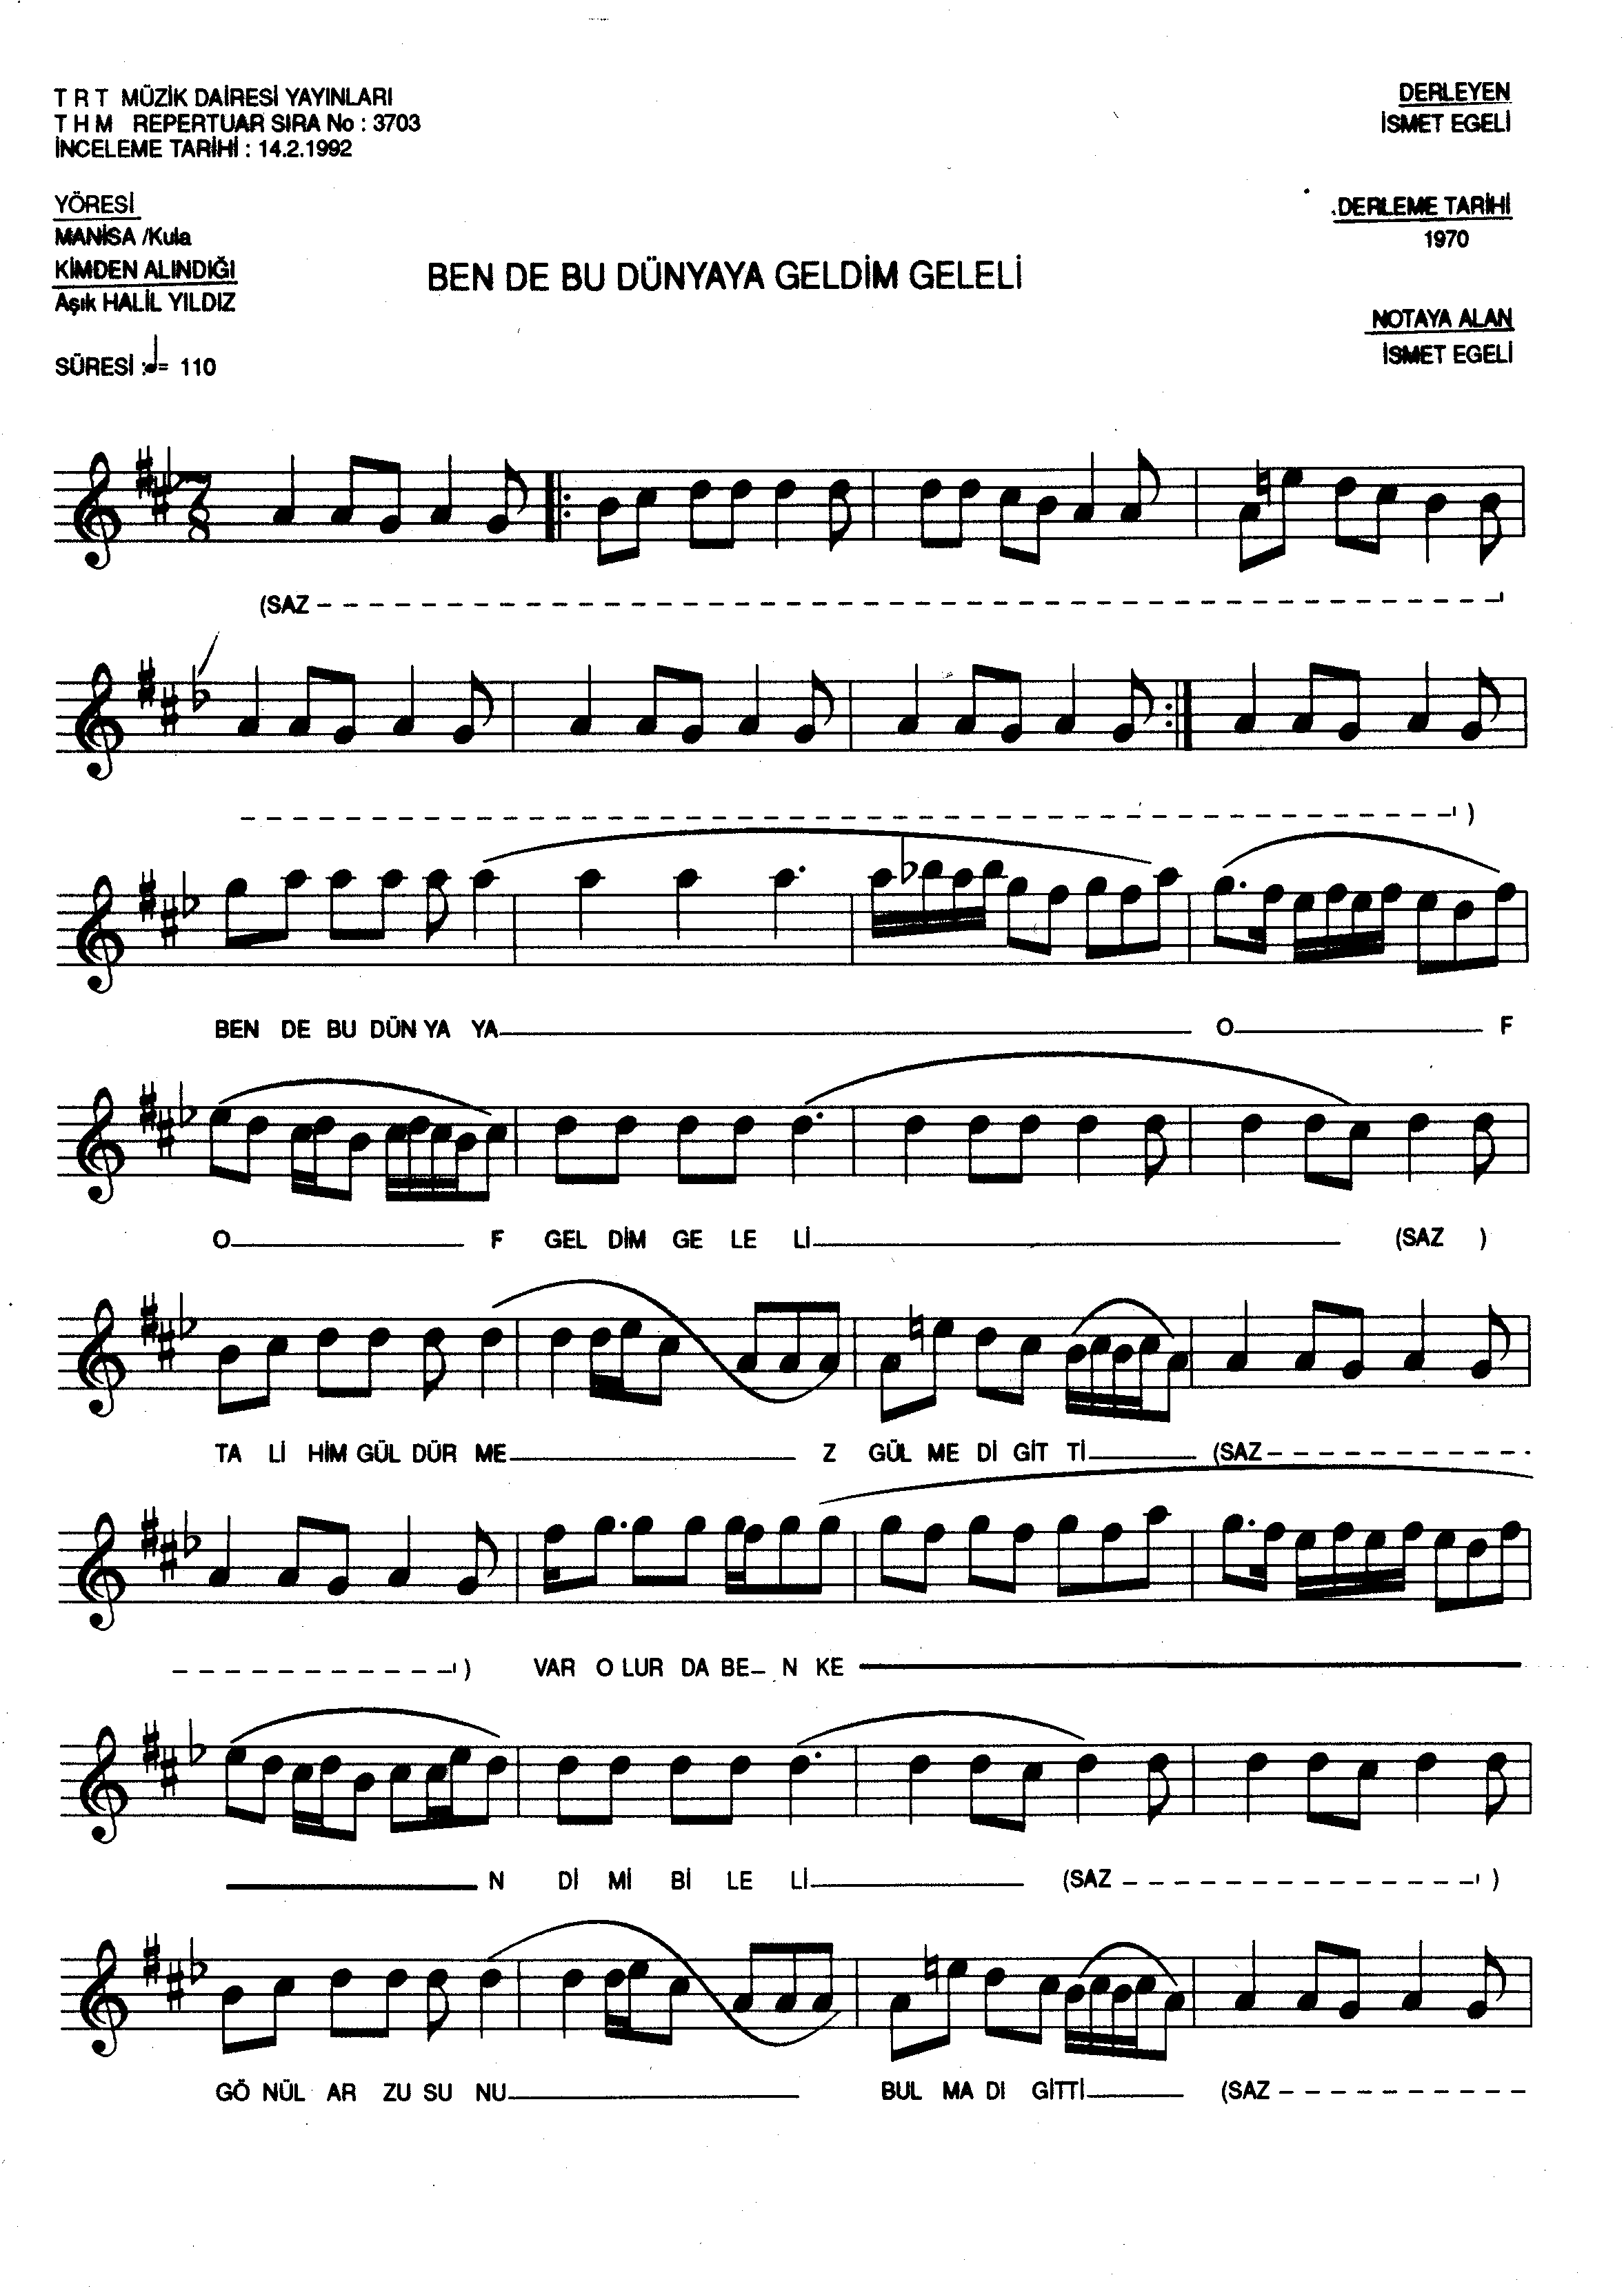 T R T MÜZİK DAİRESİ YAYINLARI
T H M REPERTUAR SIRA No : 3703
İNCELEME TARİHİ : 14.2.1992
DERLEYEN
İSMET EGELİ
YÖRESİ
MANİSA /Kula
KİMDEN ALINDIĞI
Aşık HALİL YILDIZ
DERLEME TARİHİ
1970
BEN DE BU DÜNYAYA GELDİM GELELİ
NOTAYA ALAN
İSMET EGELİ
SÜRESİ : = 110
7
8
(SAZ
)
BEN DE BU DÜN YA YA O F
O F GEL DİM GE LE Lİ (SAZ )
TA Lİ HİM GÜL DÜR ME Z GÜL ME Dİ GİT Tİ (SAZ
) VAR O LUR DA BE N KE
N Dİ Mİ Bİ LE Lİ (SAZ )
GÖ NÜL AR ZU SU NU BUL MA DI GİTTİ (SAZ